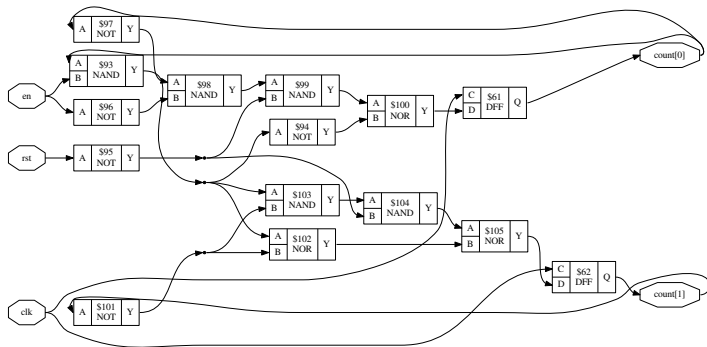 A $97 NOT Y
A B $93 NAND Y
en
A $96 NOT Y
rst
A $95 NOT Y
clk
A $101 NOT Y
A B $98 NAND Y
A B $99 NAND Y
A $94 NOT Y
A B $103 NAND Y
A B $102 NOR Y
A B $100 NOR Y
A B $104 NAND Y
C D $61 DFF Q
A B $105 NOR Y
C D $62 DFF Q
count[0]
count[1]